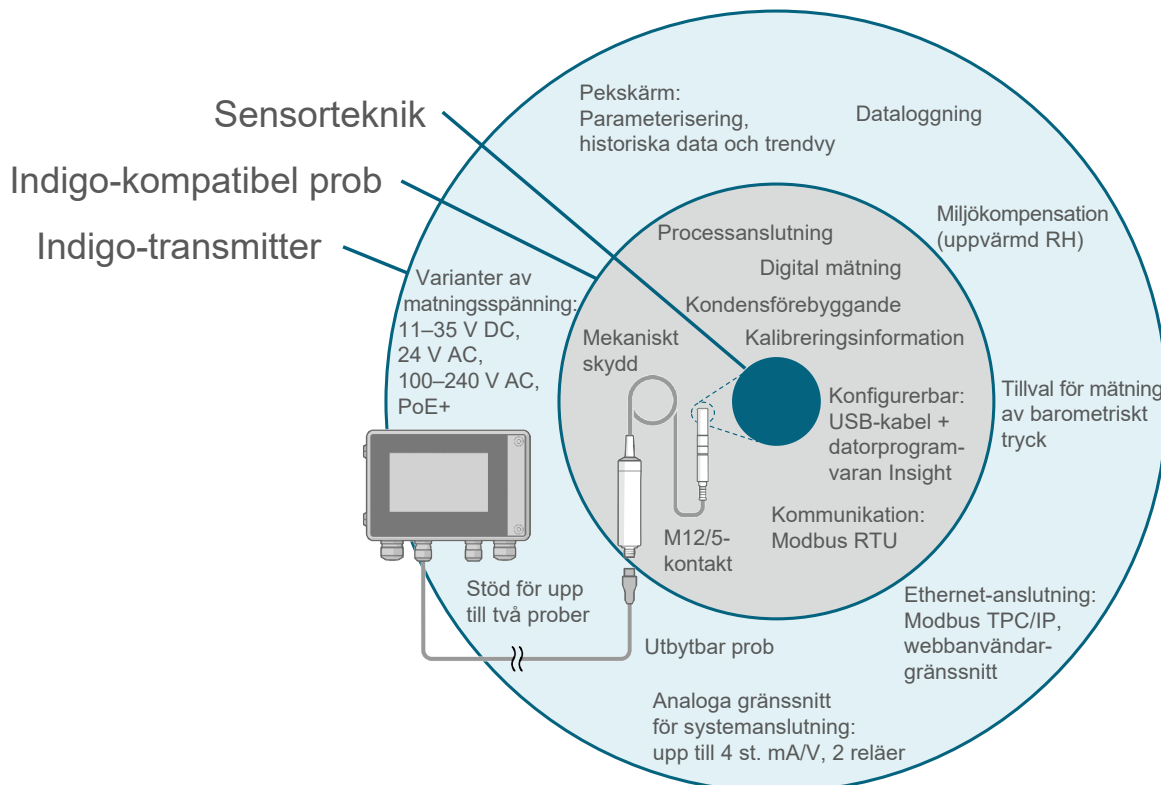 Sensorteknik
Indigo-kompatibel prob
Indigo-transmitter
Pekskärm:
Parameterisering,
historiska data och trendvy
Dataloggning
Miljökompensation
(uppvärmd RH)
Varianter av
matningsspänning:
11–35 V DC,
24 V AC,
100–240 V AC,
PoE+
Processanslutning
Digital mätning
Kondensförebyggande
Kalibreringsinformation
Mekaniskt
skydd
Konfigurerbar:
USB-kabel +
datorprogram-
varan Insight
Tillval för mätning
av barometriskt
tryck
Kommunikation:
Modbus RTU
M12/5-
kontakt
Stöd för upp
till två prober
Utbytbar prob
Ethernet-anslutning:
Modbus TPC/IP,
webbanvändar-
gränssnitt
Analoga gränssnitt
för systemanslutning:
upp till 4 st. mA/V, 2 reläer